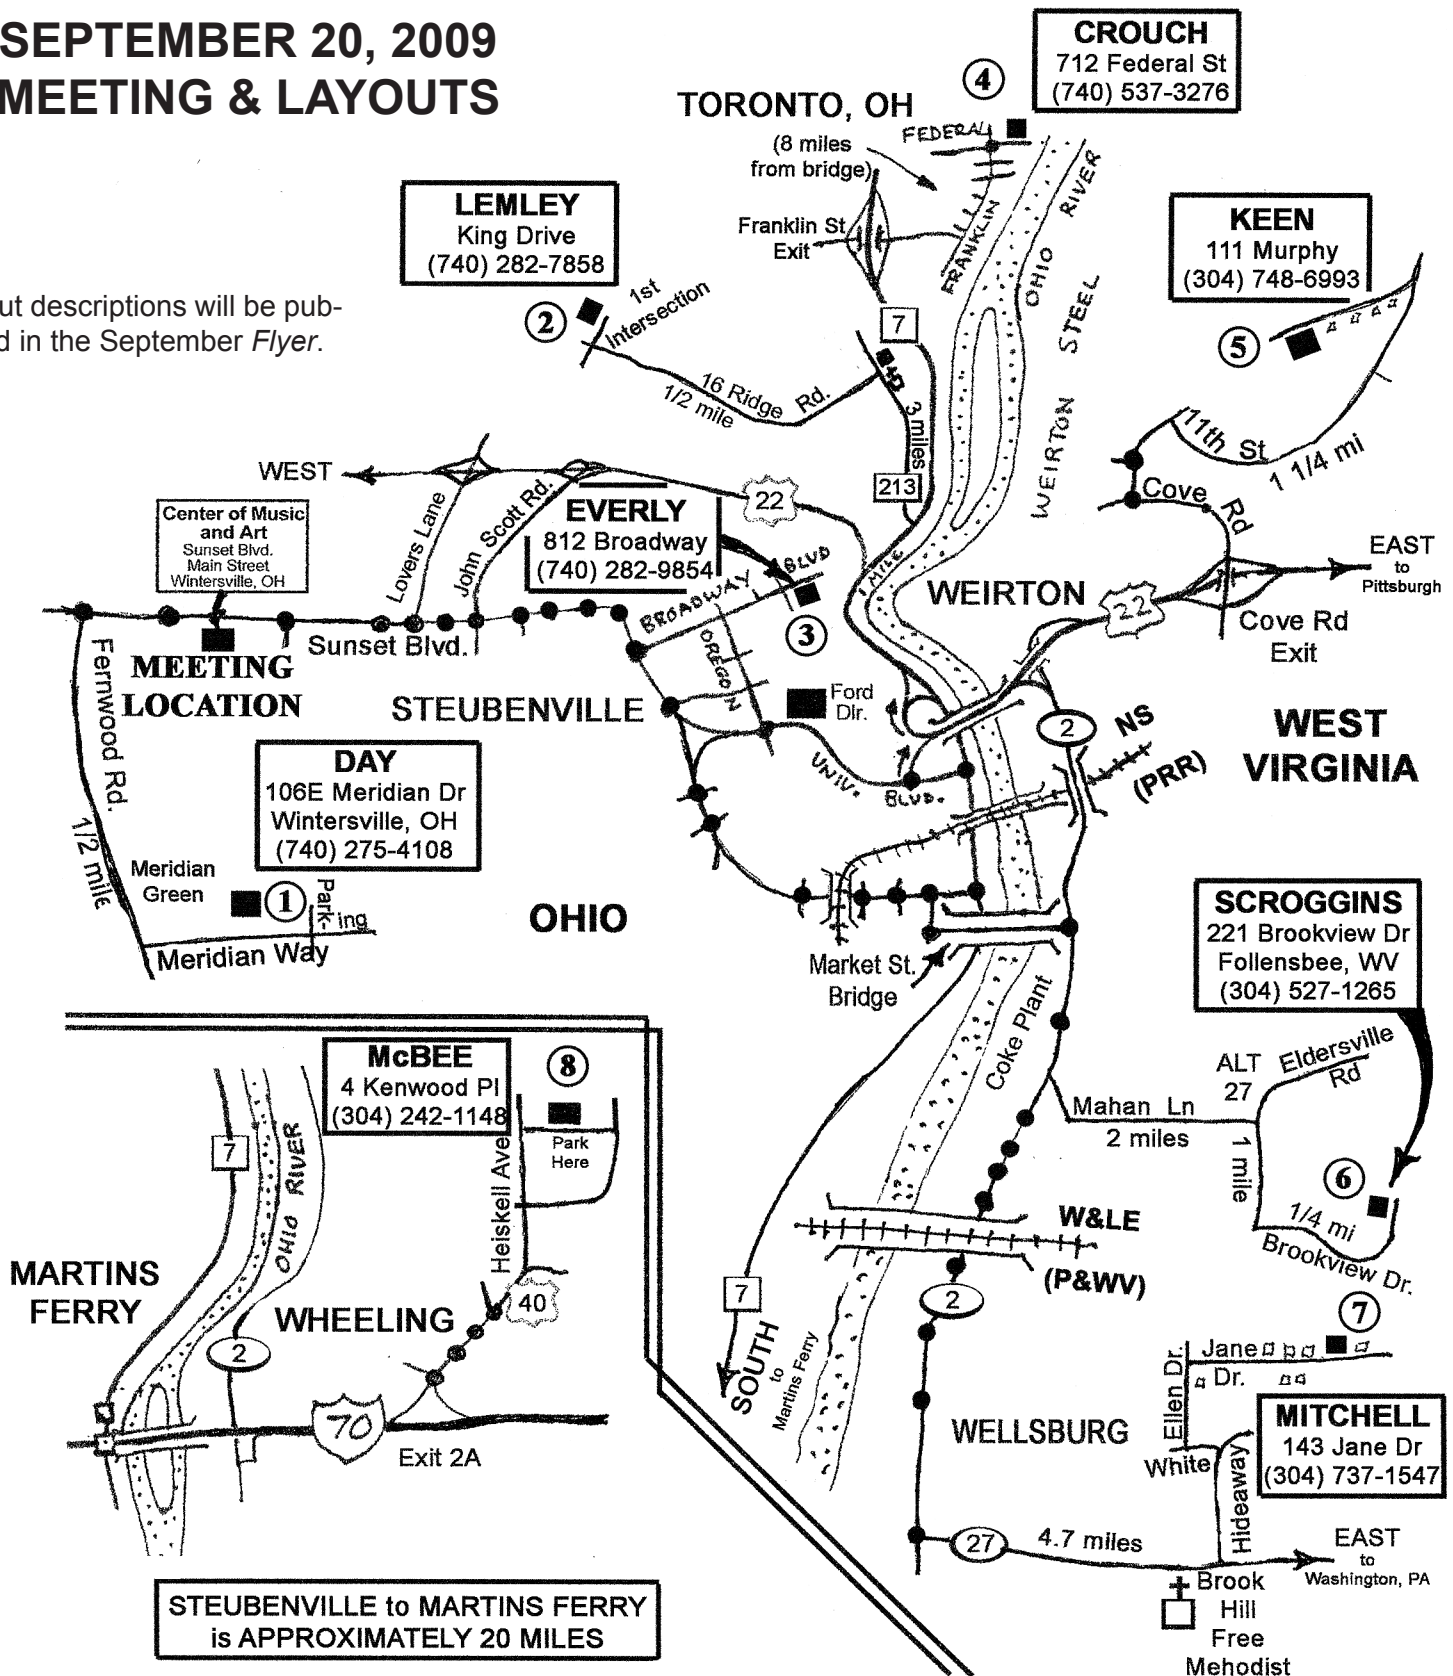 SEPTEMBER 20, 2009
MEETING & LAYOUTS
ut descriptions will be pub-
d in the September Flyer.
CROUCH
712 Federal St
(740) 537-3276
4
TORONTO, OH
(8 miles
from bridge)
FEDERAL
Franklin St
Exit
FRANKLIN
OHIO RIVER
WEIRTON STEEL
LEMLEY
King Drive
(740) 282-7858
2
1st
Intersection
16 Ridge Rd.
1/2 mile
7
3 miles
213
KEEN
111 Murphy
(304) 748-6993
5
11th St
1 1/4 mi
Cove Rd
EAST
to
Pittsburgh
22
Cove Rd
Exit
WEIRTON
WEST
22
Center of Music
and Art
Sunset Blvd.
Main Street
Wintersville, OH
Lovers Lane
John Scott Rd.
EVERLY
812 Broadway
(740) 282-9854
BROADWAY BLVD
1 MILE
3
OREGON
Sunset Blvd.
MEETING
LOCATION
STEUBENVILLE
Ford
Dlr.
UNIV. BLVD.
2
NS
(PRR)
WEST
VIRGINIA
Fernwood Rd.
1/2 mile
DAY
106E Meridian Dr
Wintersville, OH
(740) 275-4108
Meridian
Green
1
Park-
ing
Meridian Way
OHIO
Market St.
Bridge
Coke Plant
SCROGGINS
221 Brookview Dr
Follensbee, WV
(304) 527-1265
ALT
27
Eldersville
Rd
Mahan Ln
2 miles
1 mile
6
1/4 mi
Brookview Dr.
W&LE
(P&WV)
2
7
SOUTH
to
Martins Ferry
McBEE
4 Kenwood Pl
(304) 242-1148
8
Park
Here
Heiskell Ave
7
OHIO RIVER
MARTINS
FERRY
WHEELING
40
2
70
Exit 2A
7
Jane
Dr.
Ellen Dr.
White
Hideaway
MITCHELL
143 Jane Dr
(304) 737-1547
WELLSBURG
27
4.7 miles
EAST
to
Washington, PA
Brook
Hill
Free
Mehodist
STEUBENVILLE to MARTINS FERRY
is APPROXIMATELY 20 MILES